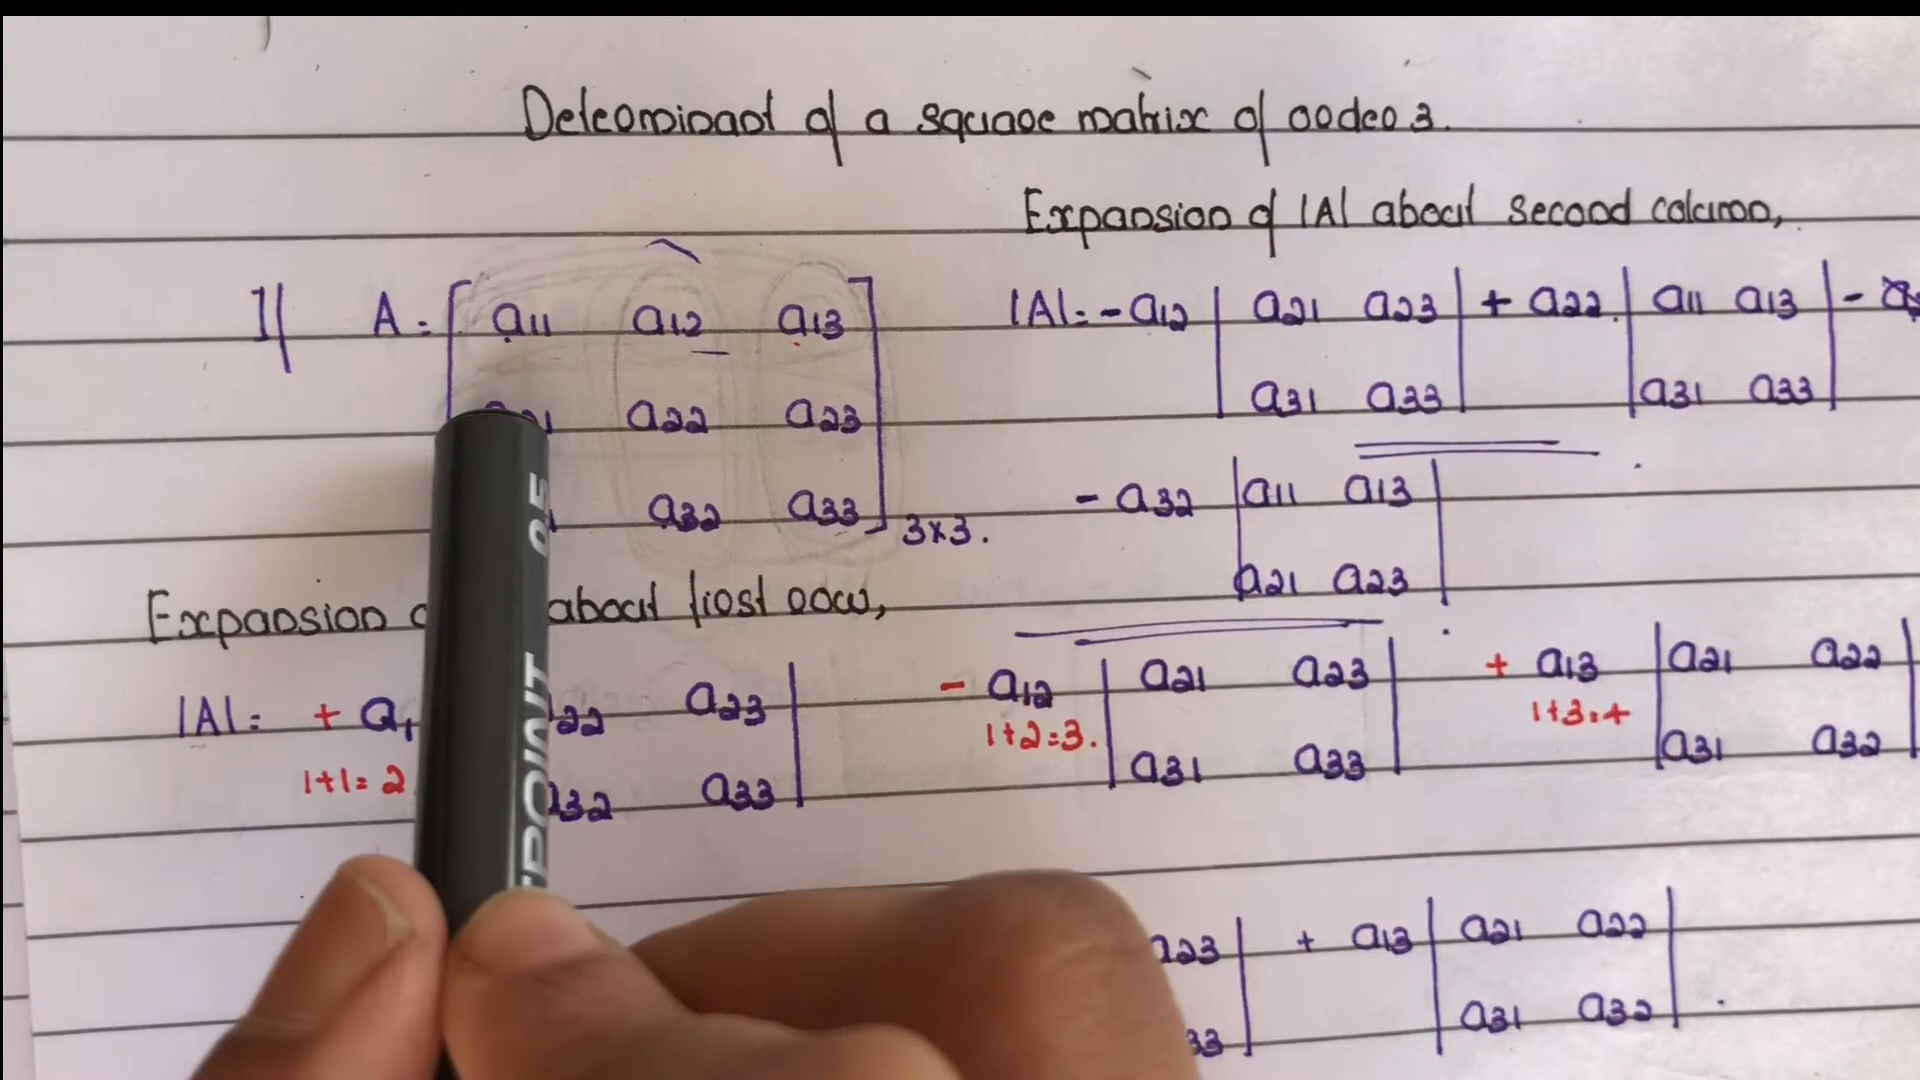 Determinant of a square matrix of order 3.
Expansion of |A| about second column,
If A = [ a11 a12 a13
a22 a23
a32 a33 ] 3×3.
|A| = - a12 | a21 a23 | + a22 | a11 a13 | -
a31 a33 | a31 a33 |
- a32 | a11 a13 |
a21 a23
Expansion about first row,
|A| = + a23 | - a12 | a21 a23 | + a13 | a21 a22 |
1+1=2 1+2=3. 1+3=4
a33 | a31 a33 | a31 a32 |
a23 | + a13 | a21 a22 |
33 | a31 a32 | .
POINT 05